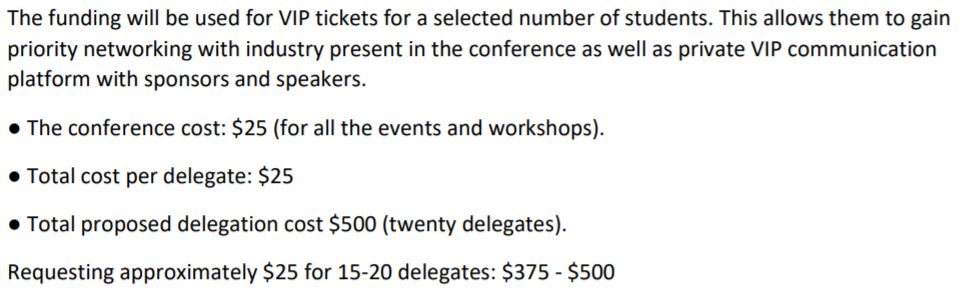 The funding will be used for VIP tickets for a selected number of students. This allows them to gain
priority networking with industry present in the conference as well as private VIP communication
platform with sponsors and speakers.
● The conference cost: $25 (for all the events and workshops).
● Total cost per delegate: $25
● Total proposed delegation cost $500 (twenty delegates).
Requesting approximately $25 for 15-20 delegates: $375 - $500